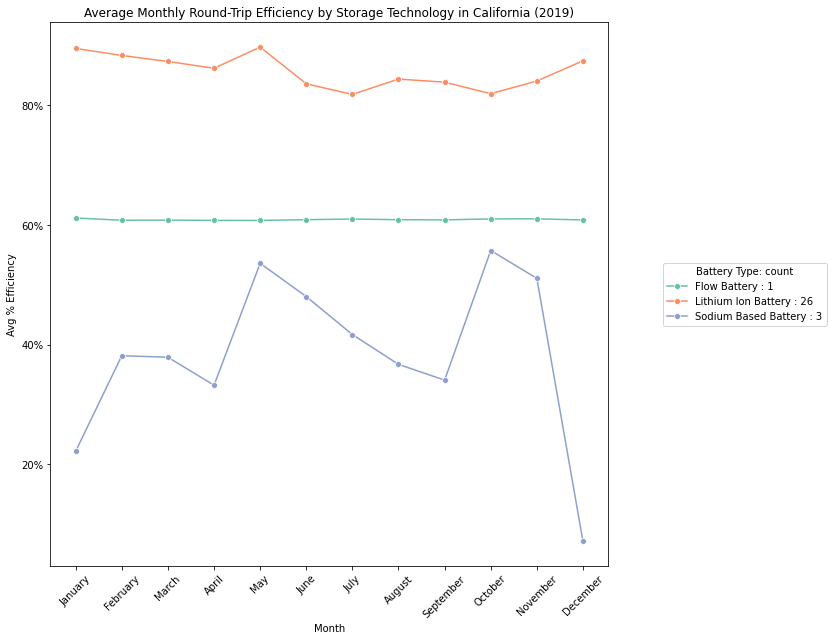 Average Monthly Round-Trip Efficiency by Storage Technology in California (2019)
80%
60%
40%
20%
Avg % Efficiency
January
February
March
April
May
June
July
August
September
October
November
December
Month
Battery Type: count
Flow Battery : 1
Lithium Ion Battery : 26
Sodium Based Battery : 3